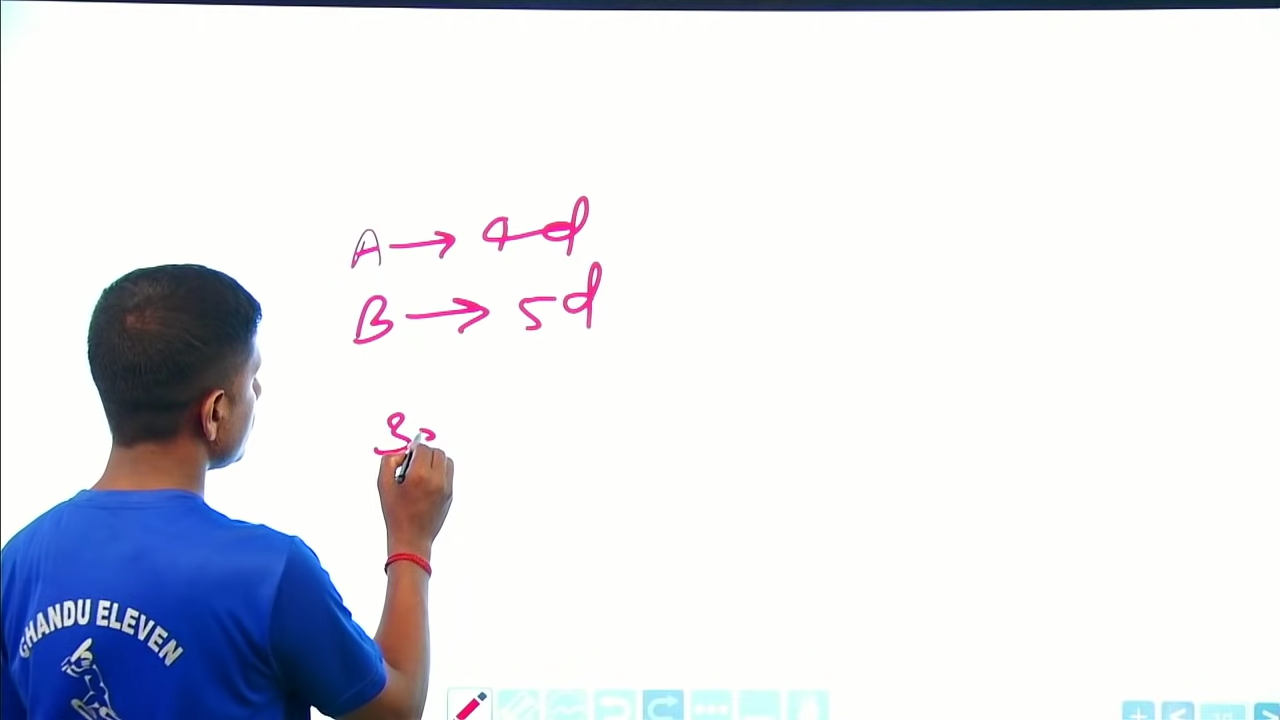 A → 4d
B → 5d
GHANDU ELEVEN